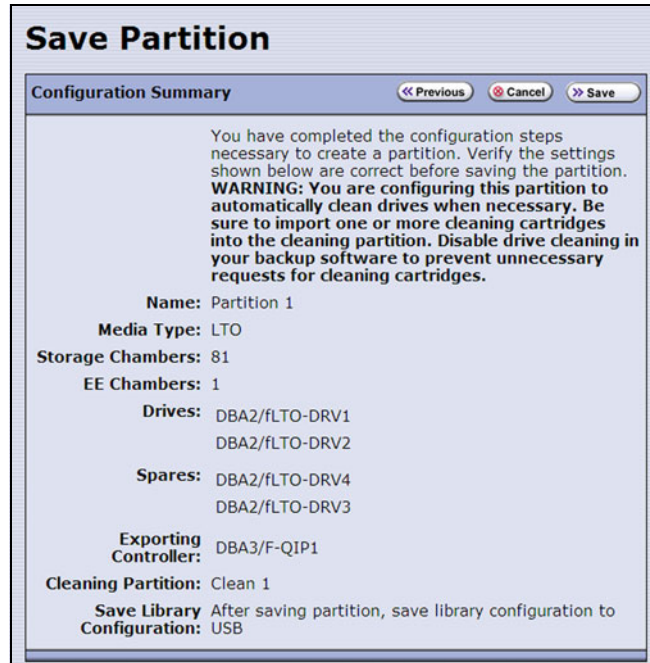 Save Partition
Configuration Summary
Previous
Cancel
Save
You have completed the configuration steps
necessary to create a partition. Verify the settings
shown below are correct before saving the partition.
WARNING: You are configuring this partition to
automatically clean drives when necessary. Be
sure to import one or more cleaning cartridges
into the cleaning partition. Disable drive cleaning in
your backup software to prevent unnecessary
requests for cleaning cartridges.
Name: Partition 1
Media Type: LTO
Storage Chambers: 81
EE Chambers: 1
Drives: DBA2/fLTO-DRV1
DBA2/fLTO-DRV2
Spares: DBA2/fLTO-DRV4
DBA2/fLTO-DRV3
Exporting
Controller: DBA3/F-QIP1
Cleaning Partition: Clean 1
Save Library After saving partition, save library configuration to
Configuration: USB